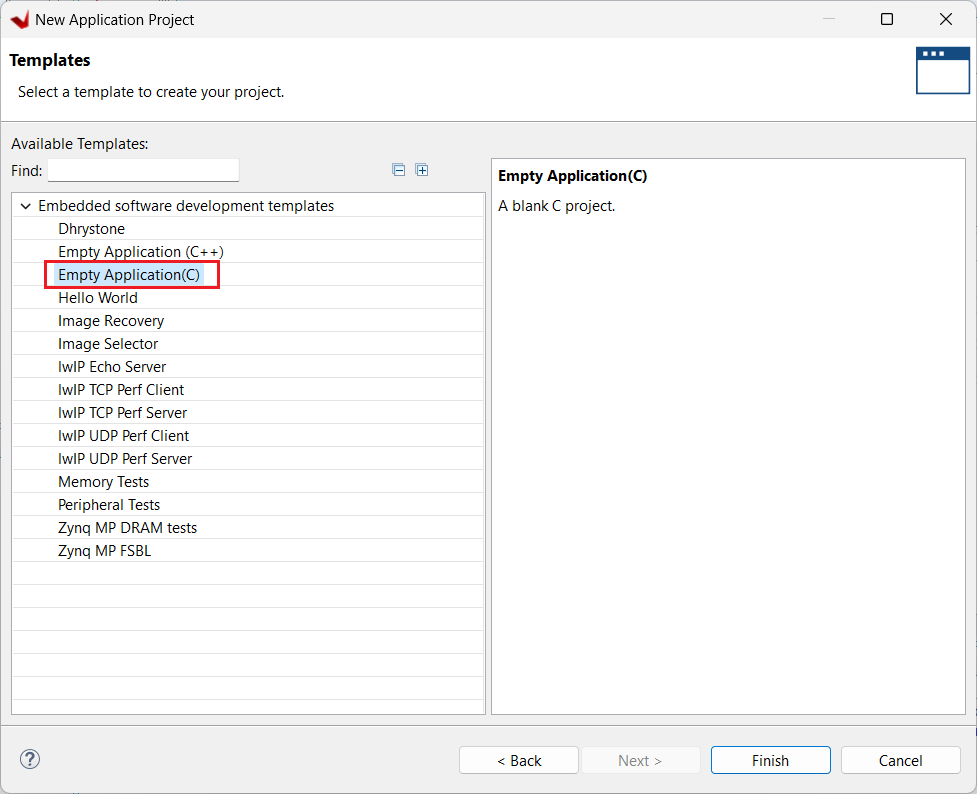 New Application Project
Templates
Select a template to create your project.
Available Templates:
Find:
Embedded software development templates
Dhrystone
Empty Application (C++)
Empty Application(C)
Hello World
Image Recovery
Image Selector
lwIP Echo Server
lwIP TCP Perf Client
lwIP TCP Perf Server
lwIP UDP Perf Client
lwIP UDP Perf Server
Memory Tests
Peripheral Tests
Zynq MP DRAM tests
Zynq MP FSBL
Empty Application(C)
A blank C project.
?
< Back
Next >
Finish
Cancel